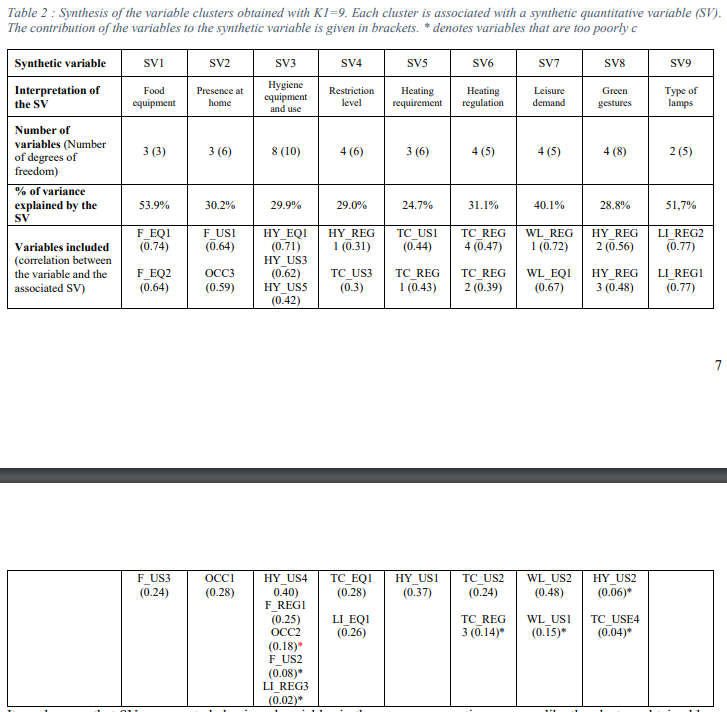 Table 2 : Synthesis of the variable clusters obtained with K1=9. Each cluster is associated with a synthetic quantitative variable (SV).
The contribution of the variables to the synthetic variable is given in brackets. * denotes variables that are too poorly c
Synthetic variable SV1 SV2 SV3 SV4 SV5 SV6 SV7 SV8 SV9
Interpretation of the SV Food equipment Presence at home Hygiene equipment and use Restriction level Heating requirement Heating regulation Leisure demand Green gestures Type of lamps
Number of variables (Number of degrees of freedom) 3 (3) 3 (6) 8 (10) 4 (6) 3 (6) 4 (5) 4 (5) 4 (8) 2 (5)
% of variance explained by the SV 53.9% 30.2% 29.9% 29.0% 24.7% 31.1% 40.1% 28.8% 51,7%
Variables included (correlation between the variable and the associated SV)
F_EQ1 (0.74)
F_EQ2 (0.64)
F_US1 (0.64)
OCC3 (0.59)
HY_EQ1 (0.71)
HY_US3 (0.62)
HY_US5 (0.42)
HY_REG 1 (0.31)
TC_US3 (0.3)
TC_US1 (0.44)
TC_REG 1 (0.43)
TC_REG 4 (0.47)
TC_REG 2 (0.39)
WL_REG 1 (0.72)
WL_EQ1 (0.67)
HY_REG 2 (0.56)
HY_REG 3 (0.48)
LI_REG2 (0.77)
LI_REG1 (0.77)
7
F_US3 (0.24)
OCC1 (0.28)
HY_US4 0.40)
F_REG1 (0.25)
OCC2 (0.18)*
F_US2 (0.08)*
LI_REG3 (0.02)*
TC_EQ1 (0.28)
LI_EQ1 (0.26)
HY_US1 (0.37)
TC_US2 (0.24)
TC_REG 3 (0.14)*
WL_US2 (0.48)
WL_US1 (0.15)*
HY_US2 (0.06)*
TC_USE4 (0.04)*